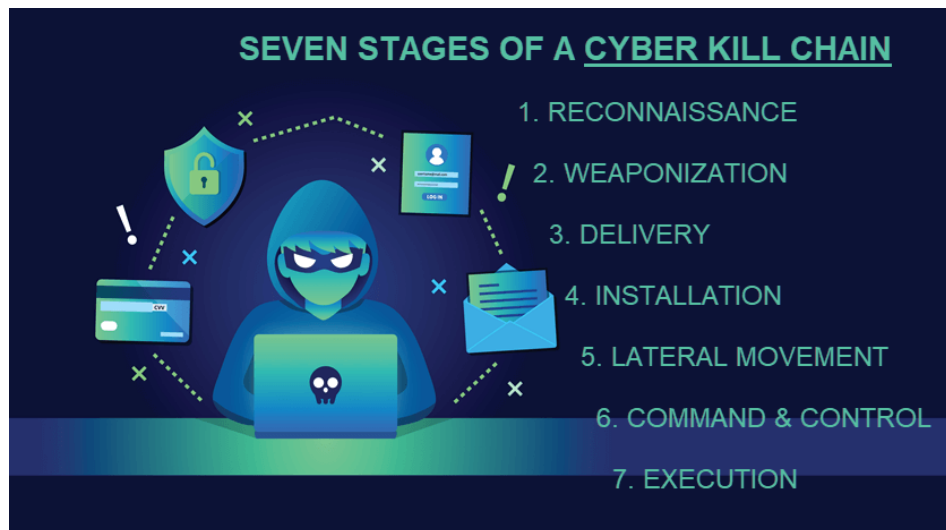 SEVEN STAGES OF A CYBER KILL CHAIN
1. RECONNAISSANCE
2. WEAPONIZATION
3. DELIVERY
4. INSTALLATION
5. LATERAL MOVEMENT
6. COMMAND & CONTROL
7. EXECUTION
LOG IN
CVV